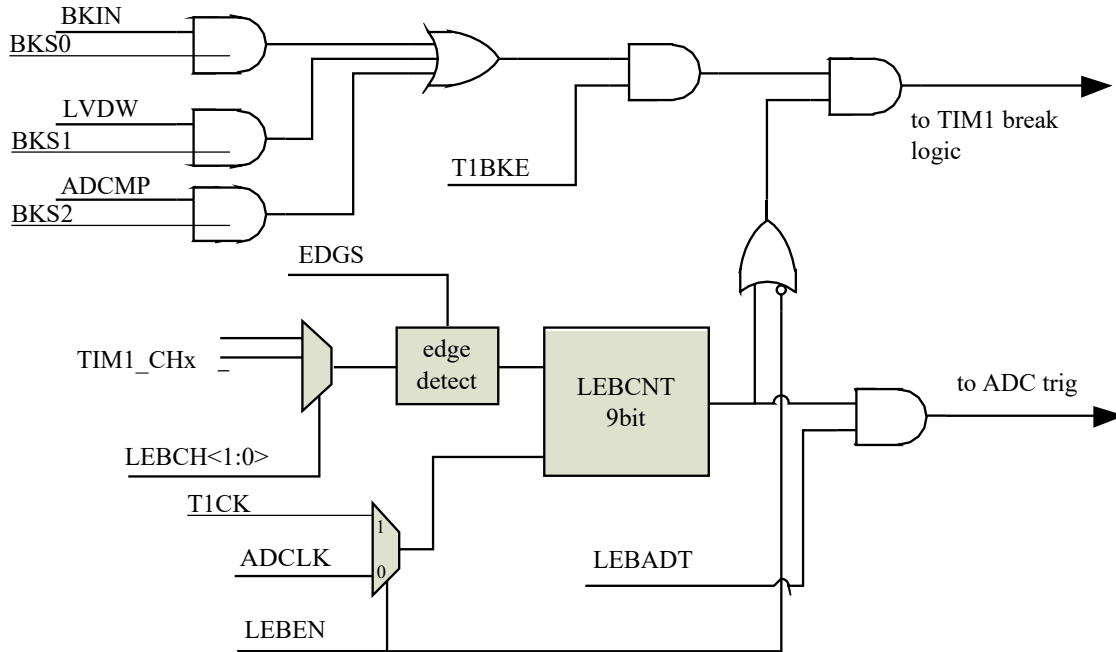 BKIN
BKS0
LVDW
BKS1
ADCMP
BKS2
T1BKE
to TIM1 break
logic
EDGS
TIM1_CHx
edge
detect
LEBCNT
9bit
to ADC trig
LEBCH<1:0>
T1CK
1
ADCLK
0
LEBADT
LEBEN